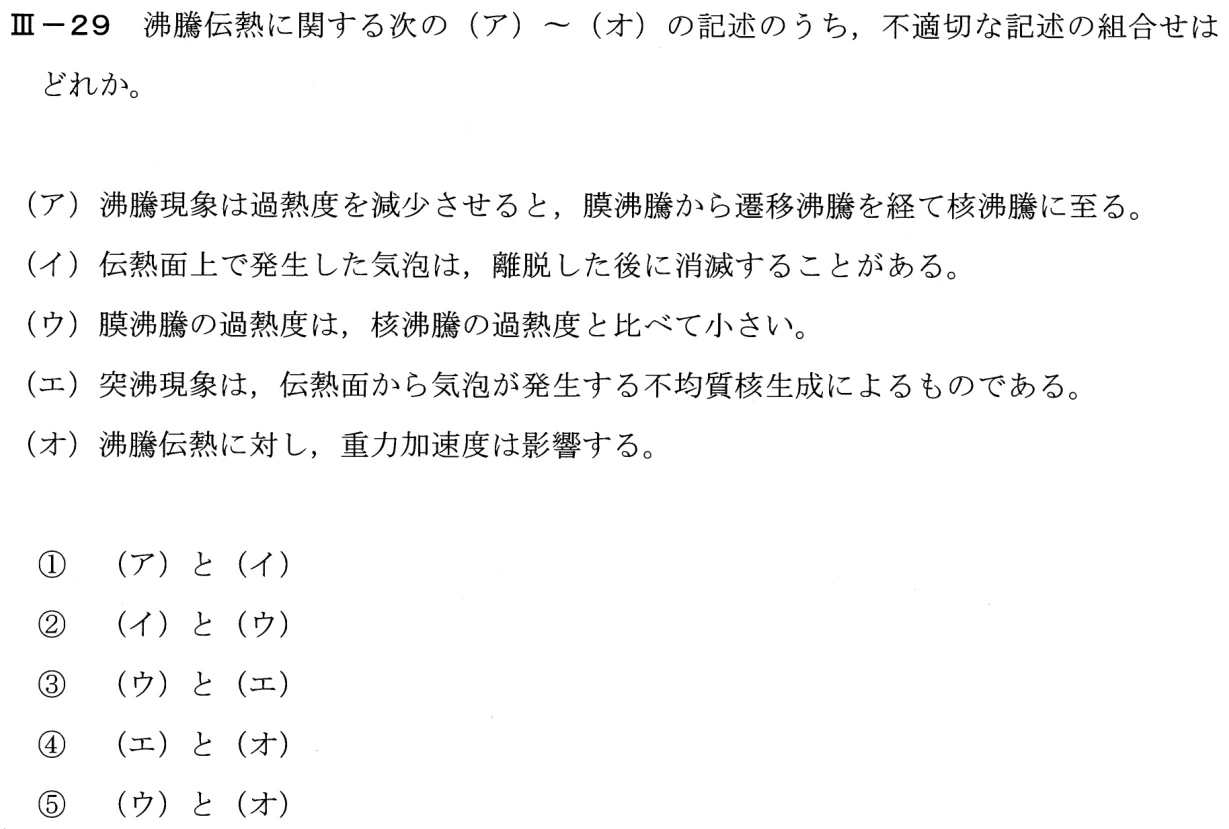 Ⅲ－29　沸騰伝熱に関する次の（ア）～（オ）の記述のうち，不適切な記述の組合せは
どれか。
（ア）沸騰現象は過熱度を減少させると，膜沸騰から遷移沸騰を経て核沸騰に至る。
（イ）伝熱面上で発生した気泡は，離脱した後に消滅することがある。
（ウ）膜沸騰の過熱度は，核沸騰の過熱度と比べて小さい。
（エ）突沸現象は，伝熱面から気泡が発生する不均質核生成によるものである。
（オ）沸騰伝熱に対し，重力加速度は影響する。
①　（ア）と（イ）
②　（イ）と（ウ）
③　（ウ）と（エ）
④　（エ）と（オ）
⑤　（ウ）と（オ）